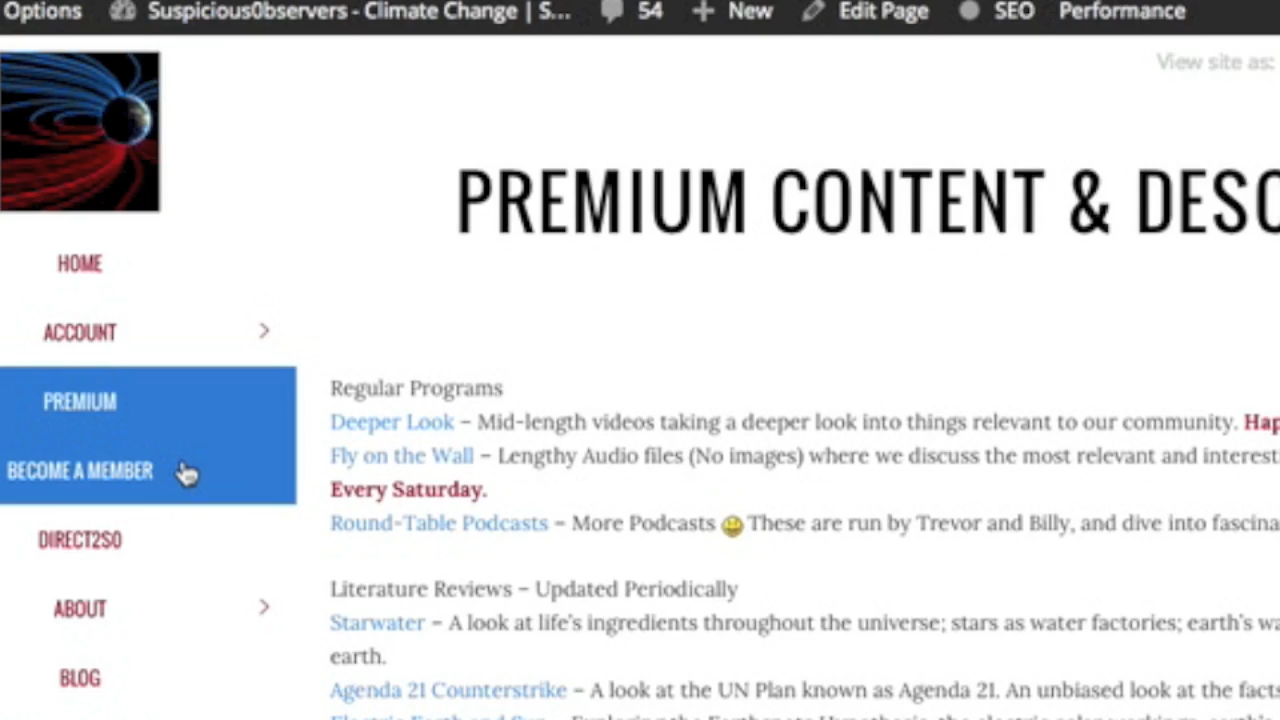 Options Suspicious0bservers - Climate Change | S... 54 New Edit Page SEO Performance
View site as:
PREMIUM CONTENT & DESC
HOME
ACCOUNT
PREMIUM
BECOME A MEMBER
DIRECT2SO
ABOUT
BLOG
Regular Programs
Deeper Look – Mid-length videos taking a deeper look into things relevant to our community. Hap
Fly on the Wall – Lengthy Audio files (No images) where we discuss the most relevant and interest
Every Saturday.
Round-Table Podcasts – More Podcasts These are run by Trevor and Billy, and dive into fascina
Literature Reviews – Updated Periodically
Starwater – A look at life's ingredients throughout the universe; stars as water factories; earth's wa
earth.
Agenda 21 Counterstrike – A look at the UN Plan known as Agenda 21. An unbiased look at the facts